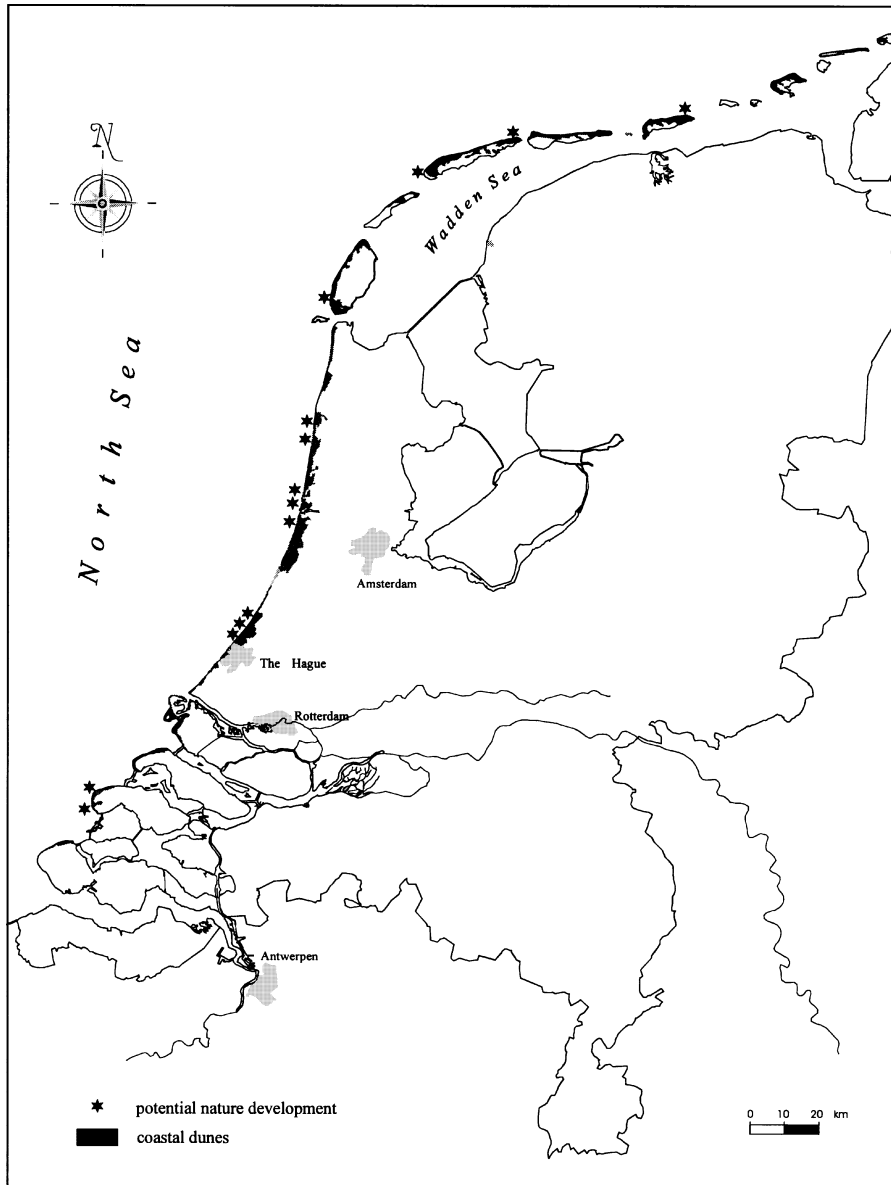 N
Wadden Sea
North Sea
Amsterdam
The Hague
Rotterdam
Antwerpen
potential nature development
coastal dunes
0 10 20 km